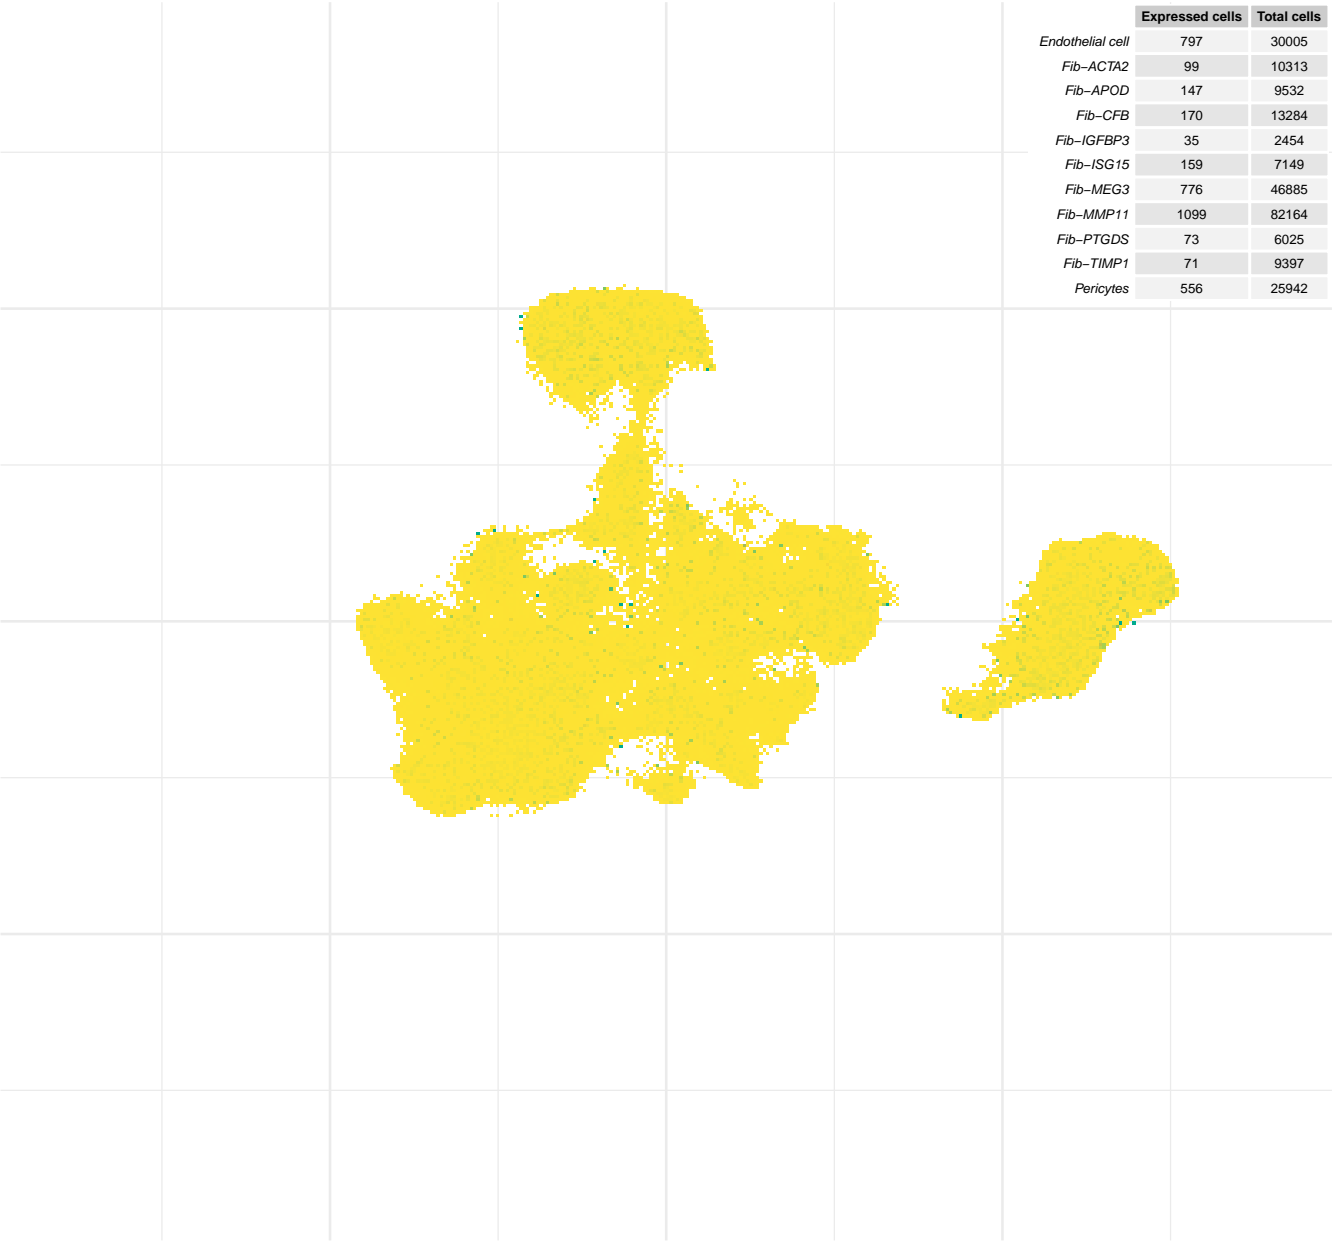 Expressed cells Total cells
Endothelial cell 797 30005
Fib−ACTA2 99 10313
Fib−APOD 147 9532
Fib−CFB 170 13284
Fib−IGFBP3 35 2454
Fib−ISG15 159 7149
Fib−MEG3 776 46885
Fib−MMP11 1099 82164
Fib−PTGDS 73 6025
Fib−TIMP1 71 9397
Pericytes 556 25942